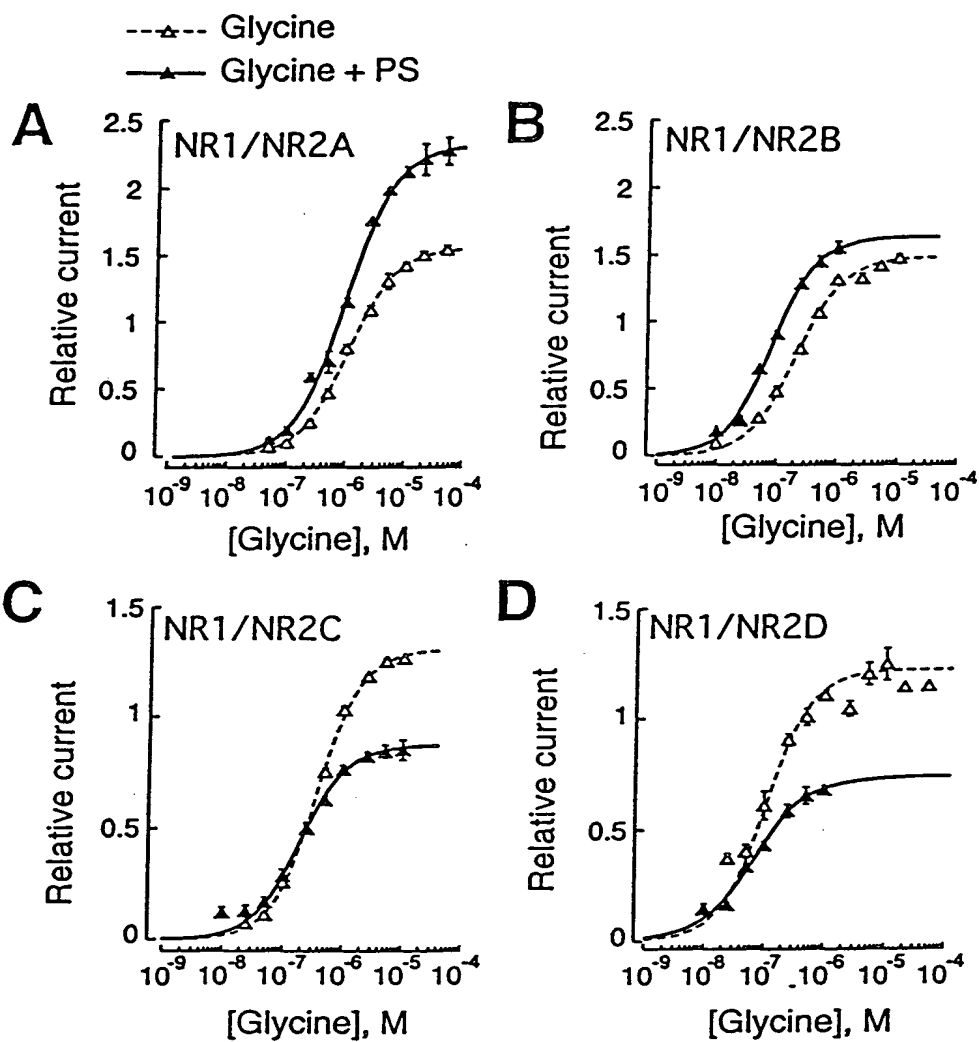 Glycine
Glycine + PS
A
NR1/NR2A
Relative current
2.5
2
1.5
1
0.5
0
10-9 10-8 10-7 10-6 10-5 10-4
[Glycine], M
B
NR1/NR2B
Relative current
2.5
2
1.5
1
0.5
0
10-9 10-8 10-7 10-6 10-5 10-4
[Glycine], M
C
NR1/NR2C
Relative current
1.5
1
0.5
0
10-9 10-8 10-7 10-6 10-5 10-4
[Glycine], M
D
NR1/NR2D
Relative current
1.5
1
0.5
0
10-9 10-8 10-7 10-6 10-5 10-4
[Glycine], M